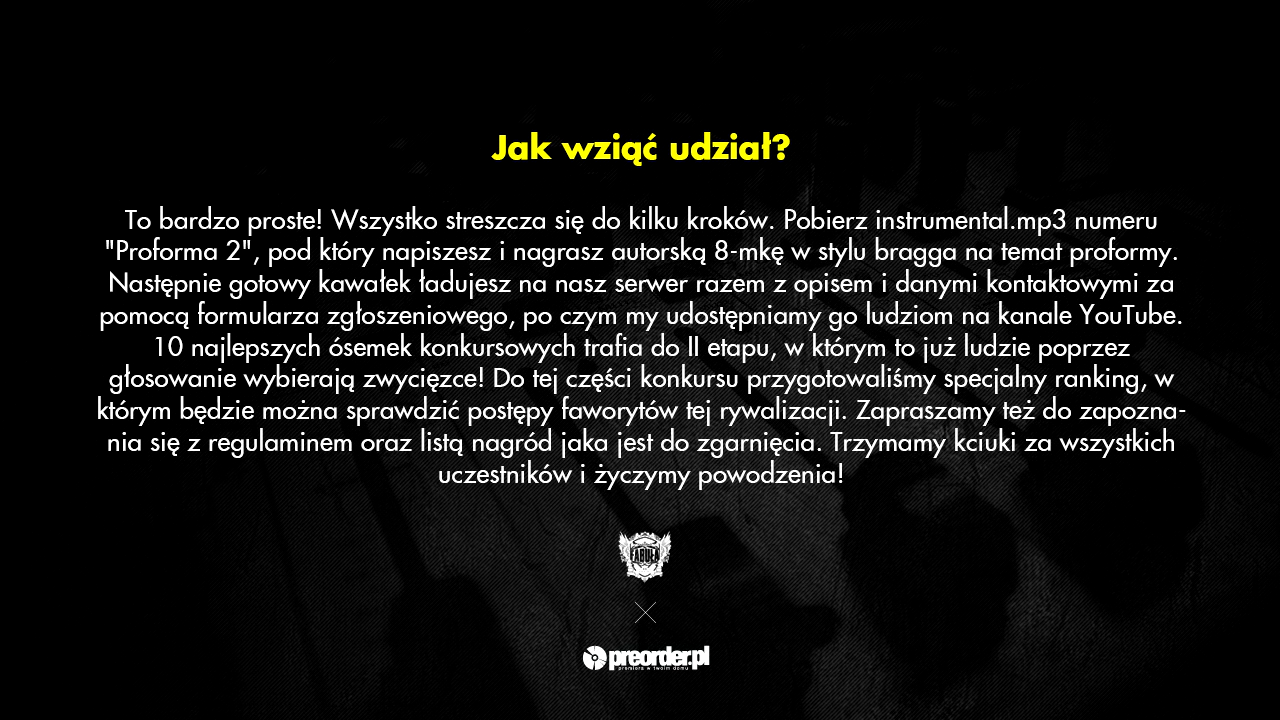 Jak wziąć udział?
To bardzo proste! Wszystko streszcza się do kilku kroków. Pobierz instrumental.mp3 numeru
"Proforma 2", pod który napiszesz i nagrasz autorską 8-mkę w stylu bragga na temat proformy.
Następnie gotowy kawałek ładujesz na nasz serwer razem z opisem i danymi kontaktowymi za
pomocą formularza zgłoszeniowego, po czym my udostępniamy go ludziom na kanale YouTube.
10 najlepszych ósemek konkursowych trafia do II etapu, w którym to już ludzie poprzez
głosowanie wybierają zwycięzce! Do tej części konkursu przygotowaliśmy specjalny ranking, w
którym będzie można sprawdzić postępy faworytów tej rywalizacji. Zapraszamy też do zapozna-
nia się z regulaminem oraz listą nagród jaka jest do zgarnięcia. Trzymamy kciuki za wszystkich
uczestników i życzymy powodzenia!
FABUŁA
preorder.pl
premiera w twoim domu